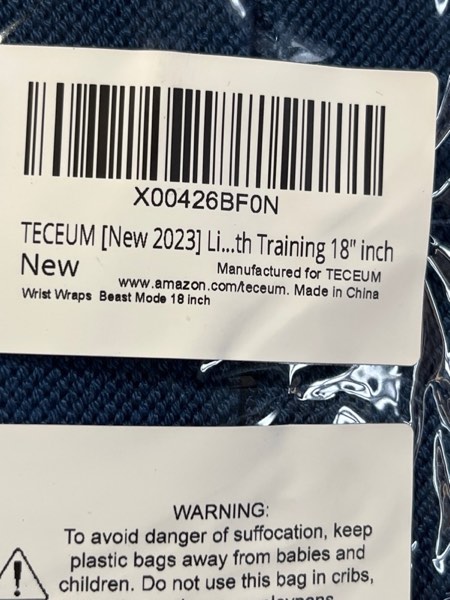 X00426BF0N
TECEUM [New 2023] Li...th Training 18" inch
New
Manufactured for TECEUM
www.amazon.com/teceum. Made in China
Wrist Wraps Beast Mode 18 inch
WARNING:
To avoid danger of suffocation, keep
plastic bags away from babies and
children. Do not use this bag in cribs,